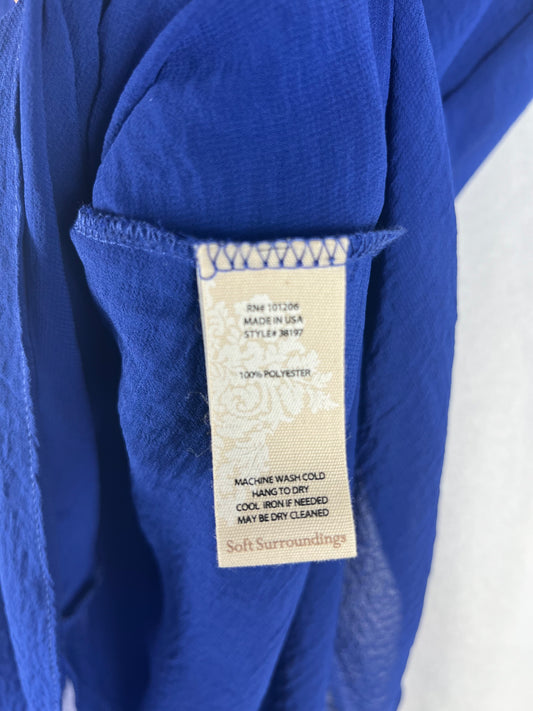 RN# 101206
MADE IN USA
STYLE# 38197
100% POLYESTER
MACHINE WASH COLD
HANG TO DRY
COOL IRON IF NEEDED
MAY BE DRY CLEANED
Soft Surroundings